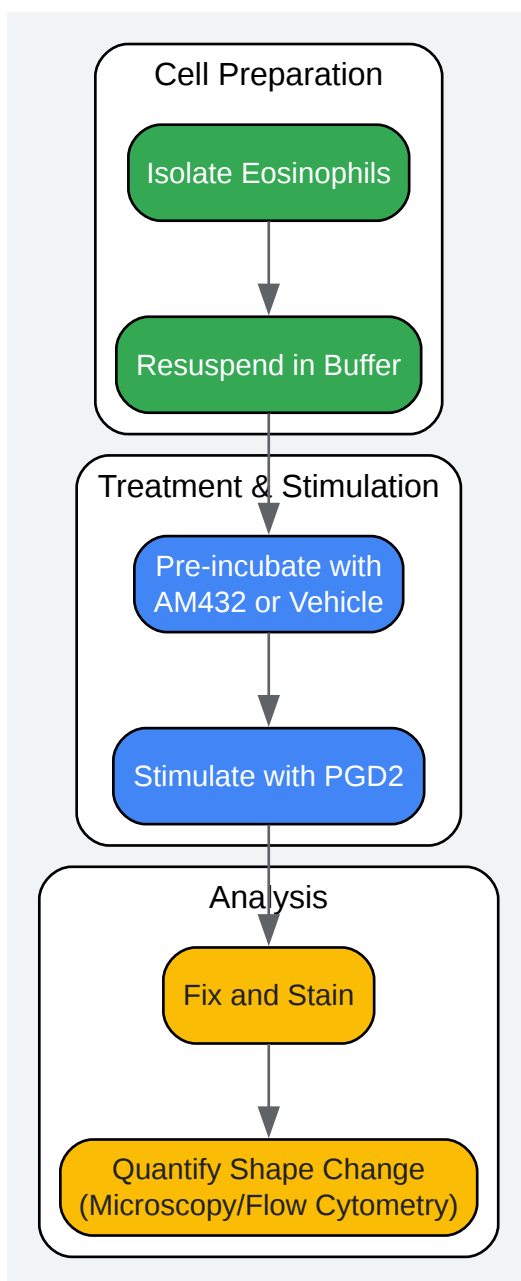 Cell Preparation
Isolate Eosinophils
Resuspend in Buffer
Treatment & Stimulation
Pre-incubate with
AM432 or Vehicle
Stimulate with PGD2
Analysis
Fix and Stain
Quantify Shape Change
(Microscopy/Flow Cytometry)